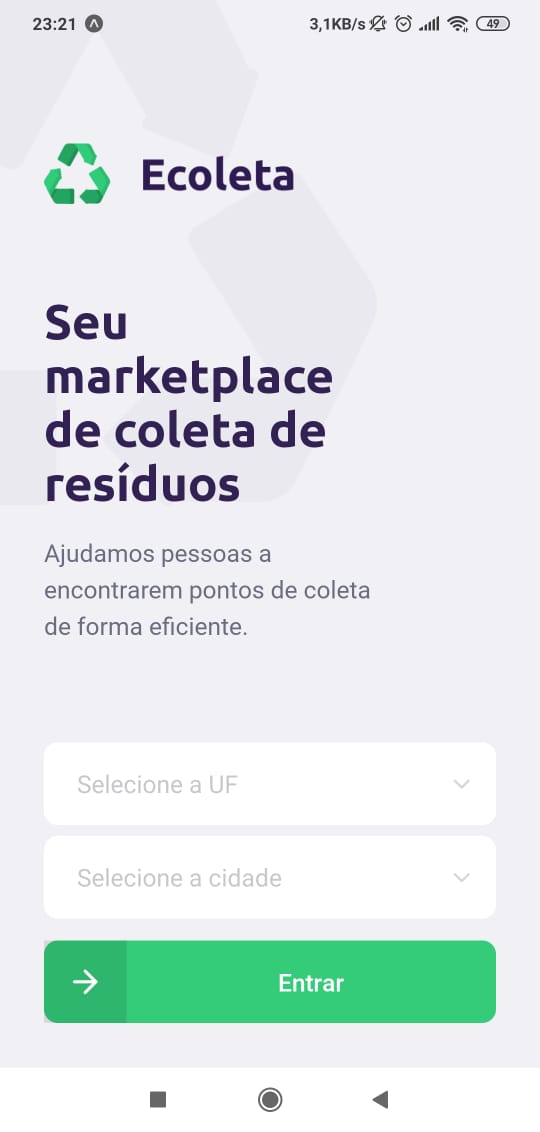 23:21
3,1KB/s
49
Ecoleta
Seu
marketplace
de coleta de
resíduos
Ajudamos pessoas a
encontrarem pontos de coleta
de forma eficiente.
Selecione a UF
Selecione a cidade
Entrar